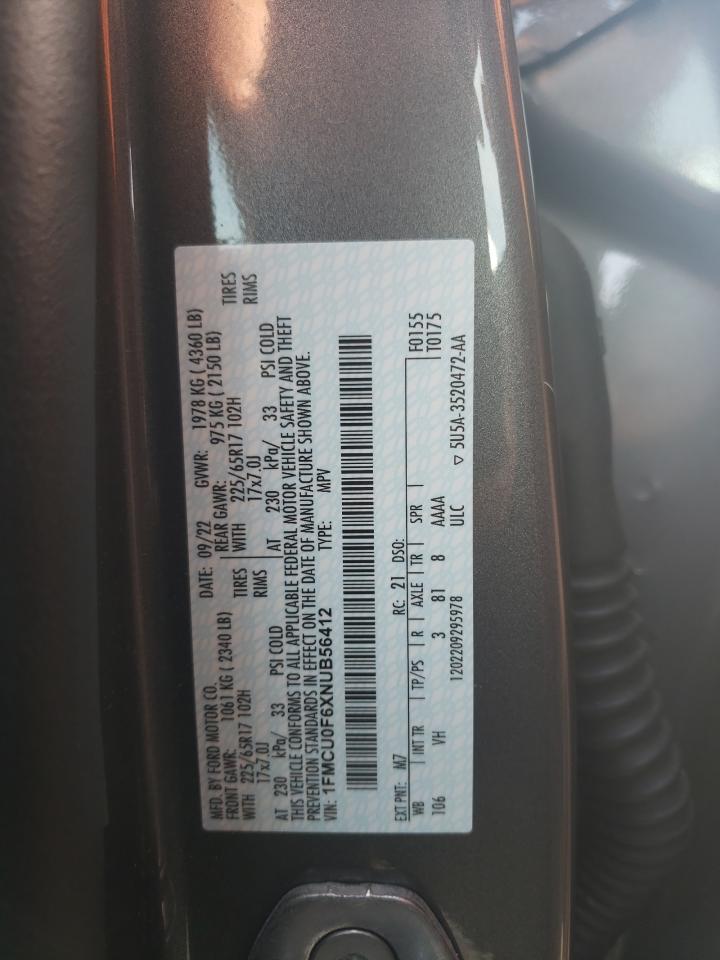 MFD. BY FORD MOTOR CO.
DATE: 09/22 GVWR: 1978 KG ( 4360 LB)
FRONT GAWR: 1061 KG ( 2340 LB) REAR GAWR: 975 KG ( 2150 LB)
WITH 225/65R17 102H TIRES WITH 225/65R17 102H TIRES
17x7.0J RIMS 17x7.0J RIMS
AT 230 kPa/ 33 PSI COLD AT 230 kPa/ 33 PSI COLD
THIS VEHICLE CONFORMS TO ALL APPLICABLE FEDERAL MOTOR VEHICLE SAFETY AND THEFT
PREVENTION STANDARDS IN EFFECT ON THE DATE OF MANUFACTURE SHOWN ABOVE.
VIN: 1FMCU0F6XNUB56412 TYPE: MPV
EXT PNT: M7 RC: 21 DSO: F0155
WB INT TR TP/PS R AXLE TR SPR T0175
106 VH 3 81 8 AAAA
1202209295978 ULC ▽ 5U5A-3520472-AA